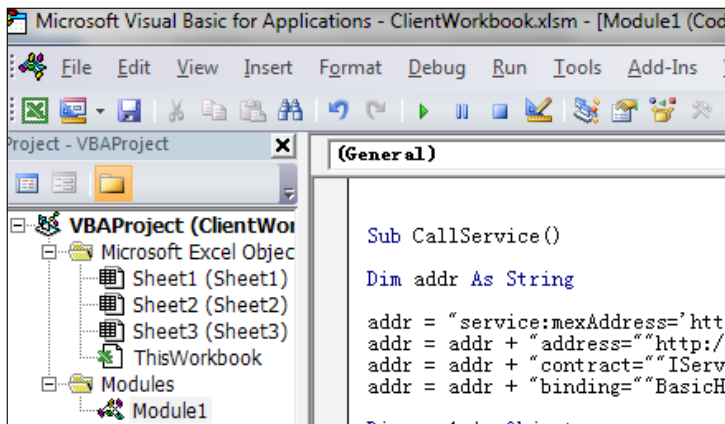 Microsoft Visual Basic for Applications - ClientWorkbook.xlsm - [Module1 (Cod
File Edit View Insert Format Debug Run Tools Add-Ins
Project - VBAProject
(General)
VBAProject (ClientWor
Microsoft Excel Objec
Sheet1 (Sheet1)
Sheet2 (Sheet2)
Sheet3 (Sheet3)
ThisWorkbook
Modules
Module1
Sub CallService()
Dim addr As String
addr = "service:mexAddress='htt
addr = addr + "address=""http:/
addr = addr + "contract=""IServ
addr = addr + "binding=""BasicH